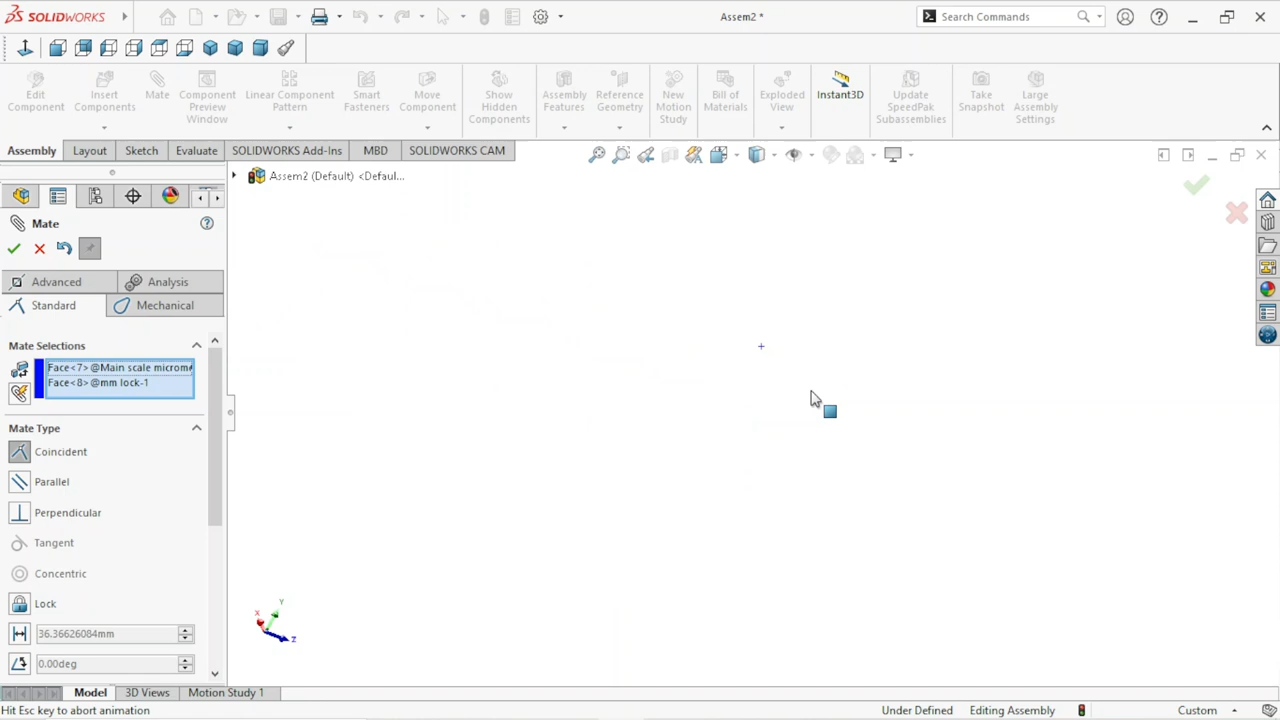 SOLIDWORKS
Assem2 *
Search Commands
Edit Component
Insert Components
Mate
Component Preview Window
Linear Component Pattern
Smart Fasteners
Move Component
Show Hidden Components
Assembly Features
Reference Geometry
New Motion Study
Bill of Materials
Exploded View
Instant3D
Update SpeedPak Subassemblies
Take Snapshot
Large Assembly Settings
Assembly
Layout
Sketch
Evaluate
SOLIDWORKS Add-Ins
MBD
SOLIDWORKS CAM
Assem2 (Default) <Defaul...
Mate
Advanced
Analysis
Standard
Mechanical
Mate Selections
Face<7>@Main scale microm
Face<8>@mm lock-1
Mate Type
Coincident
Parallel
Perpendicular
Tangent
Concentric
Lock
36.36626084mm
0.00deg
X
Y
Z
Model
3D Views
Motion Study 1
Hit Esc key to abort animation
Under Defined
Editing Assembly
Custom